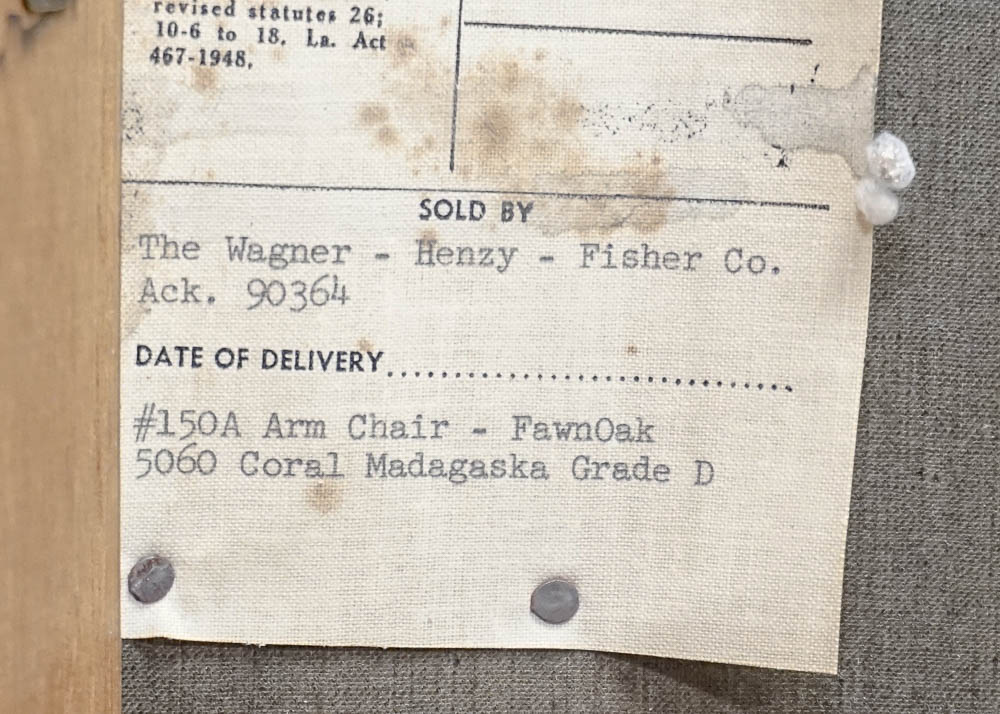 revised statutes 26;
10-6 to 18. La. Act
467-1948.
SOLD BY
The Wagner - Henzy - Fisher Co.
Ack. 90364
DATE OF DELIVERY..............................
#150A Arm Chair - FawnOak
5060 Coral Madagaska Grade D